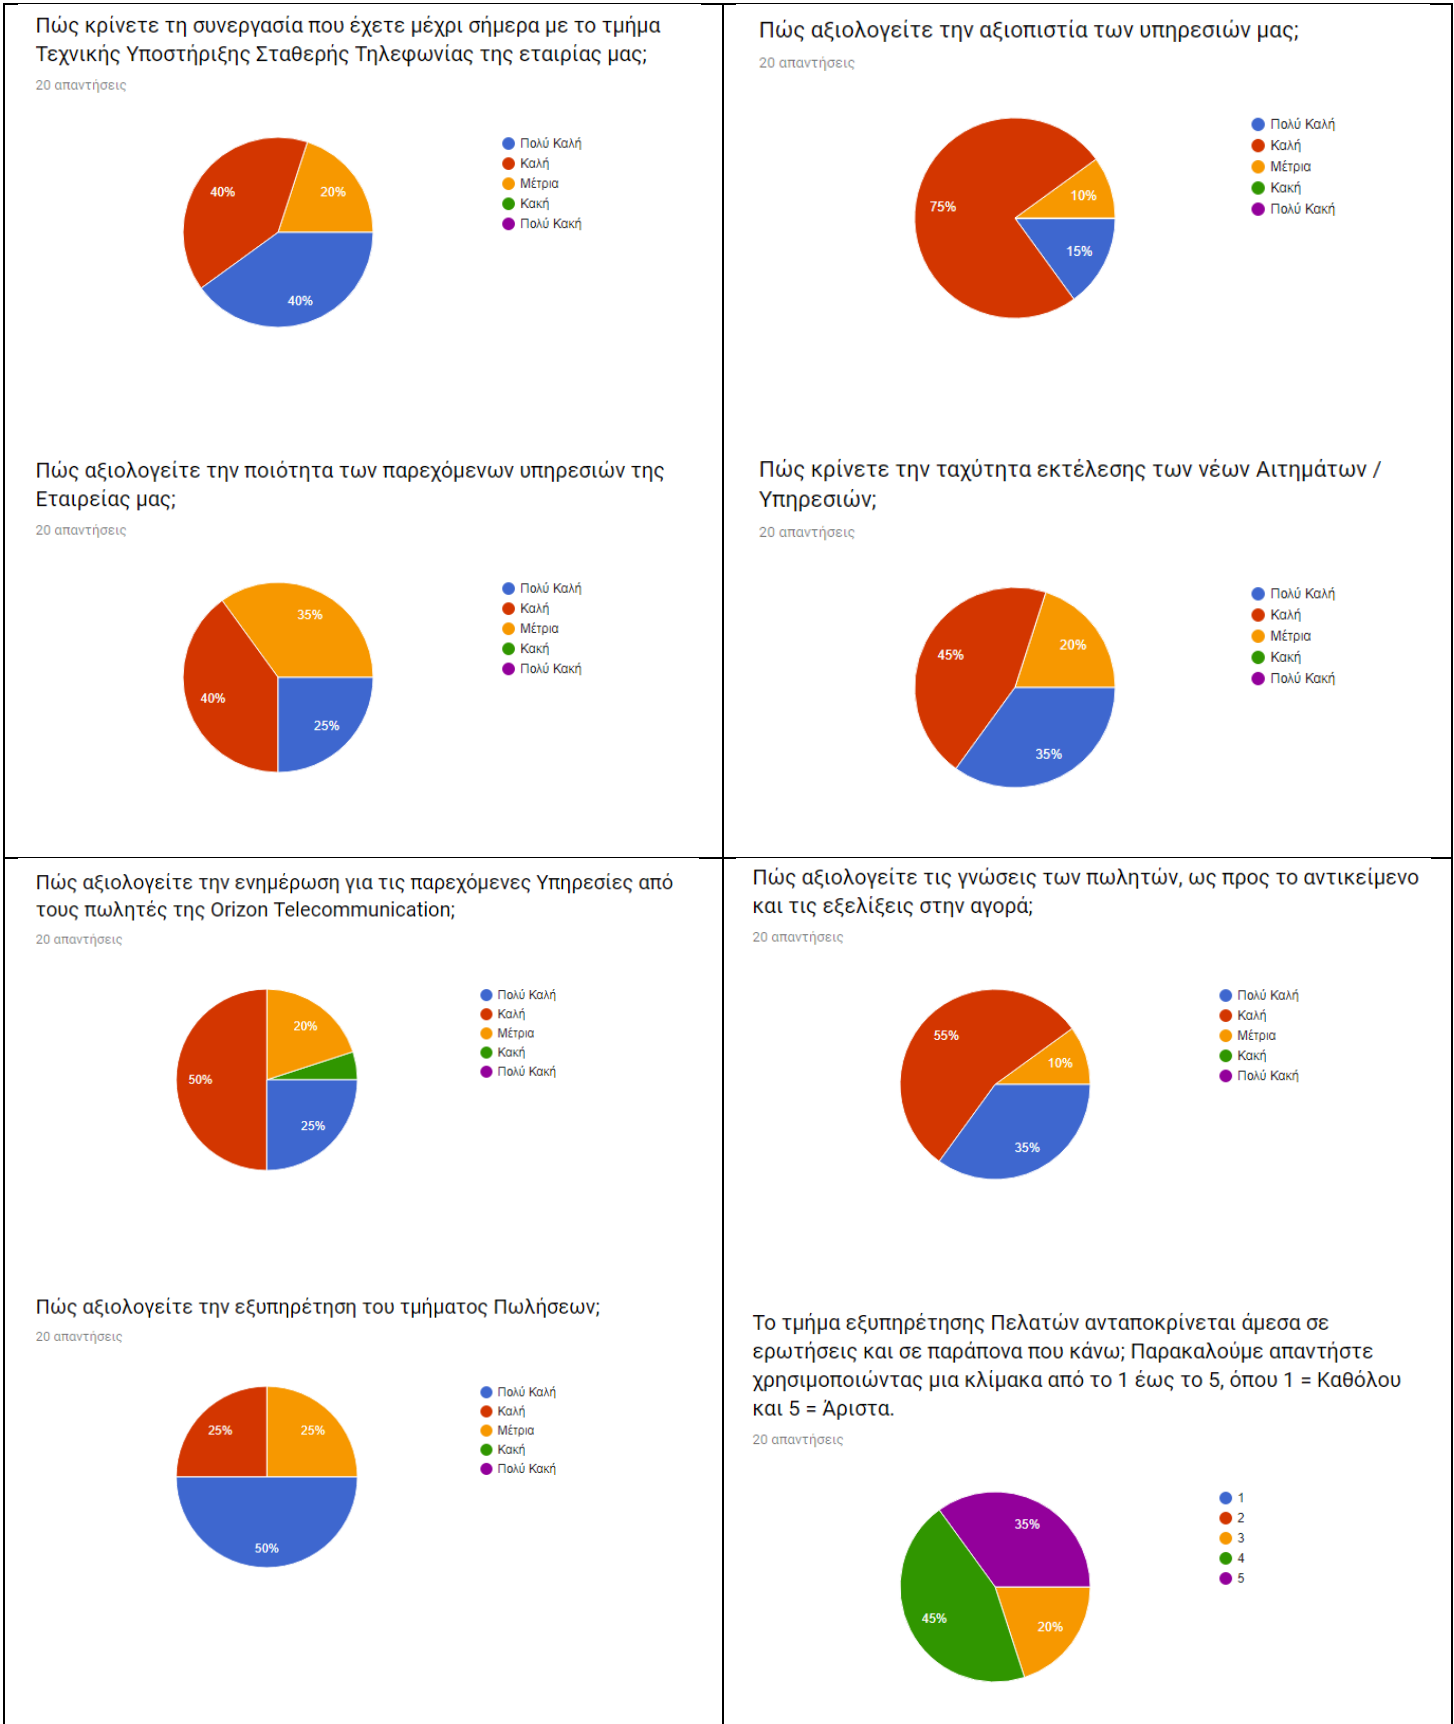 Πώς κρίνετε τη συνεργασία που έχετε μέχρι σήμερα με το τμήμα
Τεχνικής Υποστήριξης Σταθερής Τηλεφωνίας της εταιρίας μας;
20 απαντήσεις
40%
20%
40%
Πολύ Καλή
Καλή
Μέτρια
Κακή
Πολύ Κακή
Πώς αξιολογείτε την αξιοπιστία των υπηρεσιών μας;
20 απαντήσεις
75%
10%
15%
Πολύ Καλή
Καλή
Μέτρια
Κακή
Πολύ Κακή
Πώς αξιολογείτε την ποιότητα των παρεχόμενων υπηρεσιών της
Εταιρείας μας;
20 απαντήσεις
35%
40%
25%
Πολύ Καλή
Καλή
Μέτρια
Κακή
Πολύ Κακή
Πώς κρίνετε την ταχύτητα εκτέλεσης των νέων Αιτημάτων /
Υπηρεσιών;
20 απαντήσεις
45%
20%
35%
Πολύ Καλή
Καλή
Μέτρια
Κακή
Πολύ Κακή
Πώς αξιολογείτε την ενημέρωση για τις παρεχόμενες Υπηρεσίες από
τους πωλητές της Orizon Telecommunication;
20 απαντήσεις
20%
50%
25%
Πολύ Καλή
Καλή
Μέτρια
Κακή
Πολύ Κακή
Πώς αξιολογείτε τις γνώσεις των πωλητών, ως προς το αντικείμενο
και τις εξελίξεις στην αγορά;
20 απαντήσεις
55%
10%
35%
Πολύ Καλή
Καλή
Μέτρια
Κακή
Πολύ Κακή
Πώς αξιολογείτε την εξυπηρέτηση του τμήματος Πωλήσεων;
20 απαντήσεις
25%
25%
50%
Πολύ Καλή
Καλή
Μέτρια
Κακή
Πολύ Κακή
Το τμήμα εξυπηρέτησης Πελατών ανταποκρίνεται άμεσα σε
ερωτήσεις και σε παράπονα που κάνω; Παρακαλούμε απαντήστε
χρησιμοποιώντας μια κλίμακα από το 1 έως το 5, όπου 1 = Καθόλου
και 5 = Άριστα.
20 απαντήσεις
35%
45%
20%
1
2
3
4
5